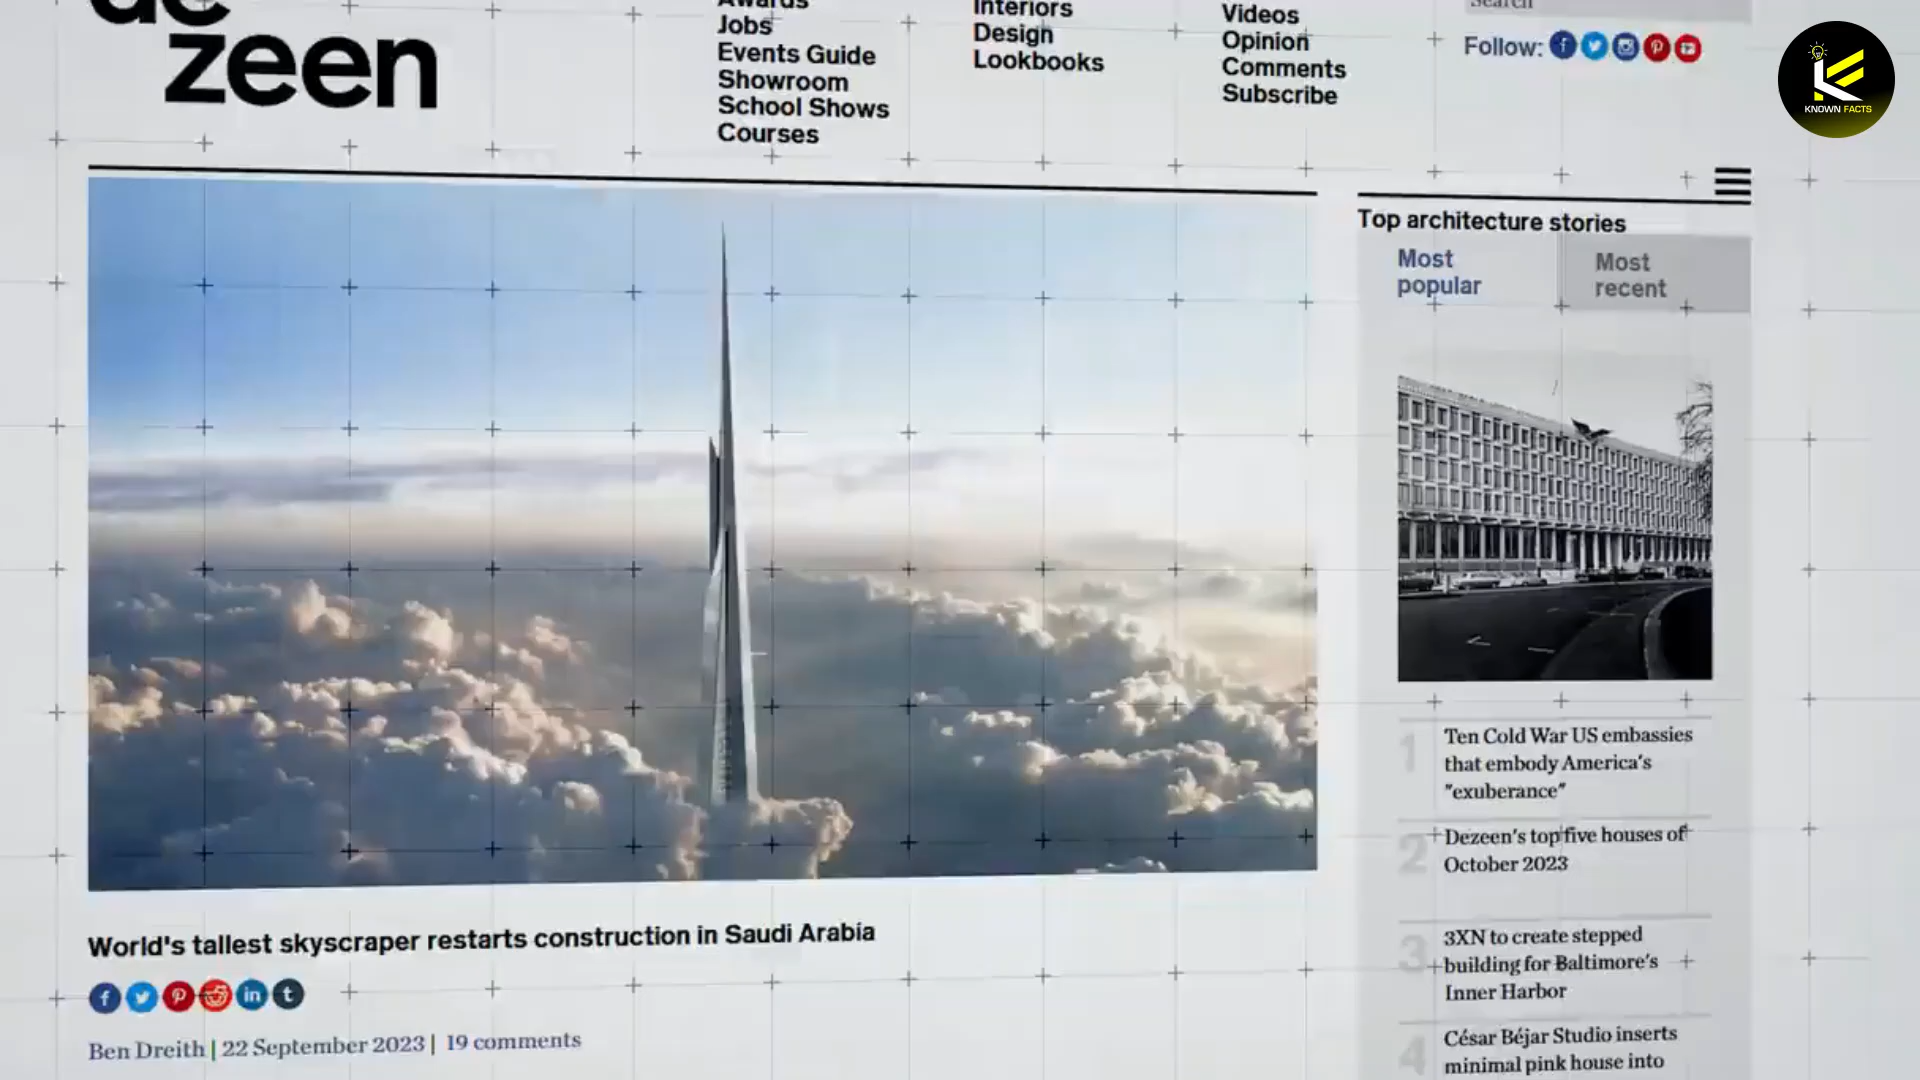 zeen
Awards
Jobs
Events Guide
Showroom
School Shows
Courses
Interiors
Design
Lookbooks
Videos
Opinion
Comments
Subscribe
Search
Follow:
KNOWN FACTS
Top architecture stories
Most
popular
Most
recent
1
Ten Cold War US embassies
that embody America's
"exuberance"
2
Dezeen's top five houses of
October 2023
3
3XN to create stepped
building for Baltimore's
Inner Harbor
4
César Béjar Studio inserts
minimal pink house into
World's tallest skyscraper restarts construction in Saudi Arabia
Ben Dreith | 22 September 2023 | 19 comments